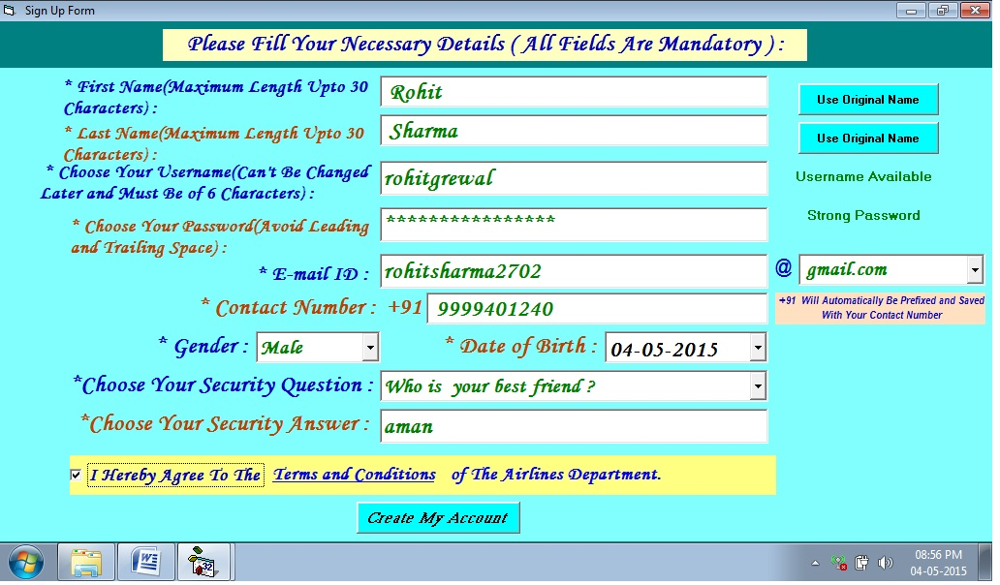 Sign Up Form
Please Fill Your Necessary Details ( All Fields Are Mandatory ) :
* First Name(Maximum Length Upto 30
Characters) :
Rohit
Use Original Name
* Last Name(Maximum Length Upto 30
Characters) :
Sharma
Use Original Name
* Choose Your Username(Can't Be Changed
Later and Must Be of 6 Characters) :
rohitgrewal
Username Available
* Choose Your Password(Avoid Leading
and Trailing Space) :
****************
Strong Password
* E-mail ID :
rohitsharma2702
@
gmail.com
* Contact Number :
+91
9999401240
+91 Will Automatically Be Prefixed and Saved
With Your Contact Number
* Gender :
Male
* Date of Birth :
04-05-2015
*Choose Your Security Question :
Who is your best friend ?
*Choose Your Security Answer :
aman
I Hereby Agree To The Terms and Conditions of The Airlines Department.
Create My Account
32
08:56 PM
04-05-2015